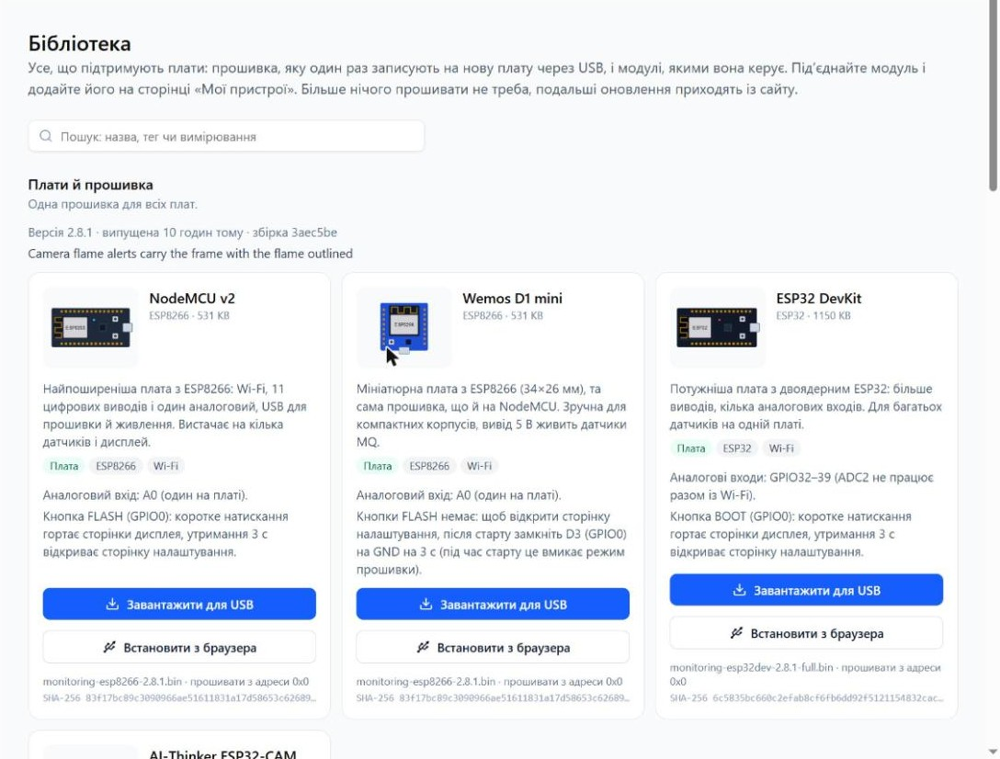 Бібліотека
Усе, що підтримують плати: прошивка, яку один раз записують на нову плату через USB, і модулі, якими вона керує. Під’єднайте модуль і
додайте його на сторінці «Мої пристрої». Більше нічого прошивати не треба, подальші оновлення приходять із сайту.
Пошук: назва, тег чи вимірювання
Плати й прошивка
Одна прошивка для всіх плат.
Версія 2.8.1 · випущена 10 годин тому · збірка 3aec5be
Camera flame alerts carry the frame with the flame outlined
NodeMCU v2
ESP8266 · 531 KB
ESP8266
Найпоширеніша плата з ESP8266: Wi-Fi, 11
цифрових виводів і один аналоговий, USB для
прошивки й живлення. Вистачає на кілька
датчиків і дисплей.
Плата ESP8266 Wi-Fi
Аналоговий вхід: A0 (один на платі).
Кнопка FLASH (GPIO0): коротке натискання
гортає сторінки дисплея, утримання 3 с
відкриває сторінку налаштування.
Завантажити для USB
Встановити з браузера
monitoring-esp8266-2.8.1.bin · прошивати з адреси 0x0
SHA-256 83f17bc89c3090966ae51611831a17d58653c62689…
Wemos D1 mini
ESP8266 · 531 KB
ESP8266
Мініатюрна плата з ESP8266 (34×26 мм), та
сама прошивка, що й на NodeMCU. Зручна для
компактних корпусів, вивід 5 В живить датчики
MQ.
Плата ESP8266 Wi-Fi
Аналоговий вхід: A0 (один на платі).
Кнопки FLASH немає: щоб відкрити сторінку
налаштування, після старту замкніть D3 (GPIO0)
на GND на 3 с (під час старту це вмикає режим
прошивки).
Завантажити для USB
Встановити з браузера
monitoring-esp8266-2.8.1.bin · прошивати з адреси 0x0
SHA-256 83f17bc89c3090966ae51611831a17d58653c62689…
ESP32 DevKit
ESP32 · 1150 KB
ESP32
Потужніша плата з двоядерним ESP32: більше
виводів, кілька аналогових входів. Для багатьох
датчиків на одній платі.
Плата ESP32 Wi-Fi
Аналогові входи: GPIO32–39 (ADC2 не працює
разом із Wi-Fi).
Кнопка BOOT (GPIO0): коротке натискання
гортає сторінки дисплея, утримання 3 с
відкриває сторінку налаштування.
Завантажити для USB
Встановити з браузера
monitoring-esp32dev-2.8.1-full.bin · прошивати з адреси
0x0
SHA-256 6c5835bc660c2efab8cf6fb6dd92f5121154832cac…
AI-Thinker ESP32-CAM